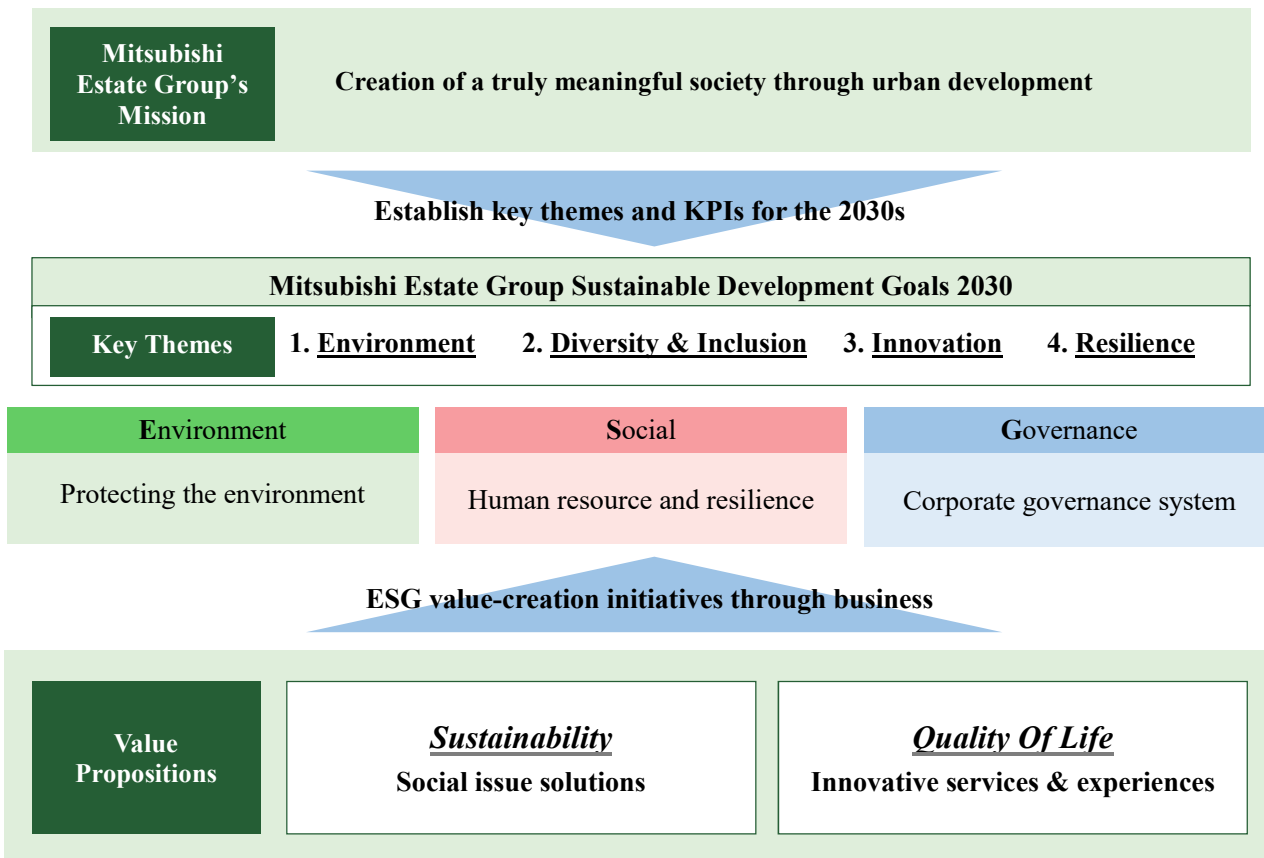 Mitsubishi
Estate Group's
Mission
Creation of a truly meaningful society through urban development
Establish key themes and KPIs for the 2030s
Mitsubishi Estate Group Sustainable Development Goals 2030
Key Themes
1. Environment 2. Diversity & Inclusion 3. Innovation 4. Resilience
Environment
Protecting the environment
Social
Human resource and resilience
Governance
Corporate governance system
ESG value-creation initiatives through business
Value
Propositions
Sustainability
Social issue solutions
Quality Of Life
Innovative services & experiences